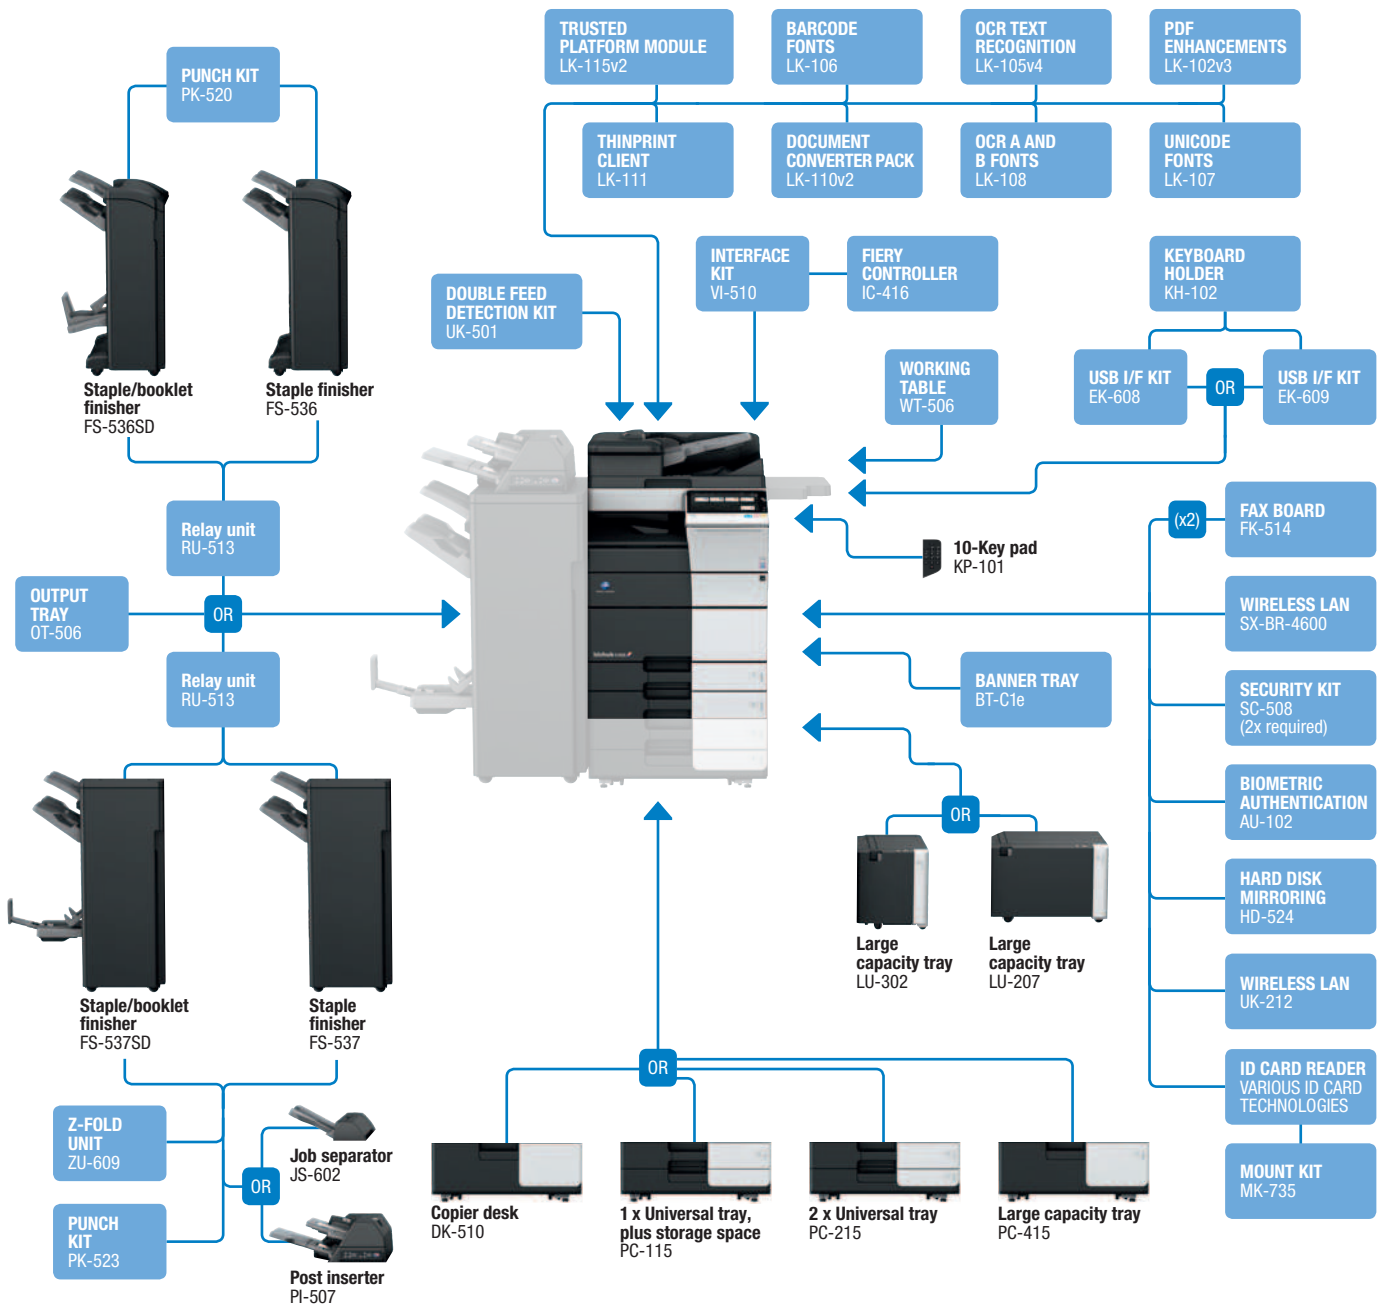 TRUSTED
PLATFORM MODULE
LK-115v2
BARCODE
FONTS
LK-106
OCR TEXT
RECOGNITION
LK-105v4
PDF
ENHANCEMENTS
LK-102v3
PUNCH KIT
PK-520
THINPRINT
CLIENT
LK-111
DOCUMENT
CONVERTER PACK
LK-110v2
OCR A AND
B FONTS
LK-108
UNICODE
FONTS
LK-107
INTERFACE
KIT
VI-510
FIERY
CONTROLLER
IC-416
KEYBOARD
HOLDER
KH-102
DOUBLE FEED
DETECTION KIT
UK-501
WORKING
TABLE
WT-506
USB I/F KIT
EK-608
OR
USB I/F KIT
EK-609
Staple/booklet
finisher
FS-536SD
Staple finisher
FS-536
Relay unit
RU-513
(x2)
FAX BOARD
FK-514
10-Key pad
KP-101
OUTPUT
TRAY
OT-506
OR
WIRELESS LAN
SX-BR-4600
Relay unit
RU-513
BANNER TRAY
BT-C1e
SECURITY KIT
SC-508
(2x required)
BIOMETRIC
AUTHENTICATION
AU-102
OR
HARD DISK
MIRRORING
HD-524
Large
capacity tray
LU-302
Large
capacity tray
LU-207
WIRELESS LAN
UK-212
Staple/booklet
finisher
FS-537SD
Staple
finisher
FS-537
OR
ID CARD READER
VARIOUS ID CARD
TECHNOLOGIES
Z-FOLD
UNIT
ZU-609
Job separator
JS-602
OR
MOUNT KIT
MK-735
PUNCH
KIT
PK-523
Post inserter
PI-507
Copier desk
DK-510
1 x Universal tray,
plus storage space
PC-115
2 x Universal tray
PC-215
Large capacity tray
PC-415